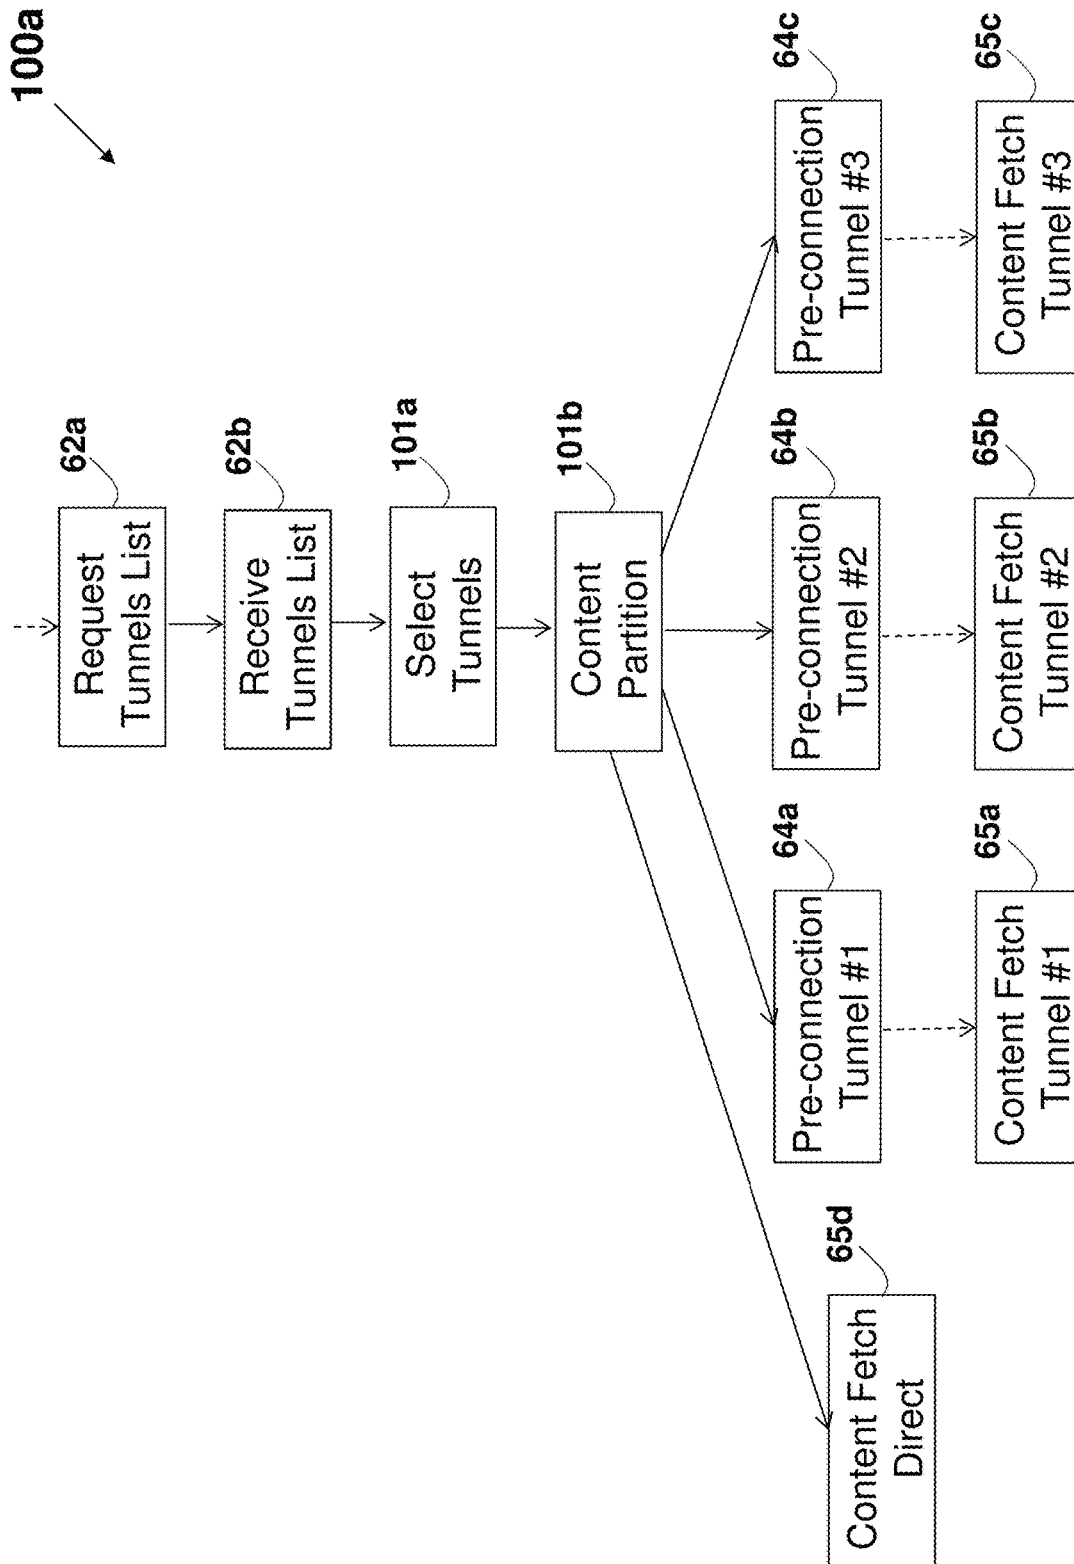 100a
62a
Request
Tunnels List
62b
Receive
Tunnels List
101a
Select
Tunnels
101b
Content
Partition
65d
Content Fetch
Direct
64a
Pre-connection
Tunnel #1
64b
Pre-connection
Tunnel #2
64c
Pre-connection
Tunnel #3
65a
Content Fetch
Tunnel #1
65b
Content Fetch
Tunnel #2
65c
Content Fetch
Tunnel #3